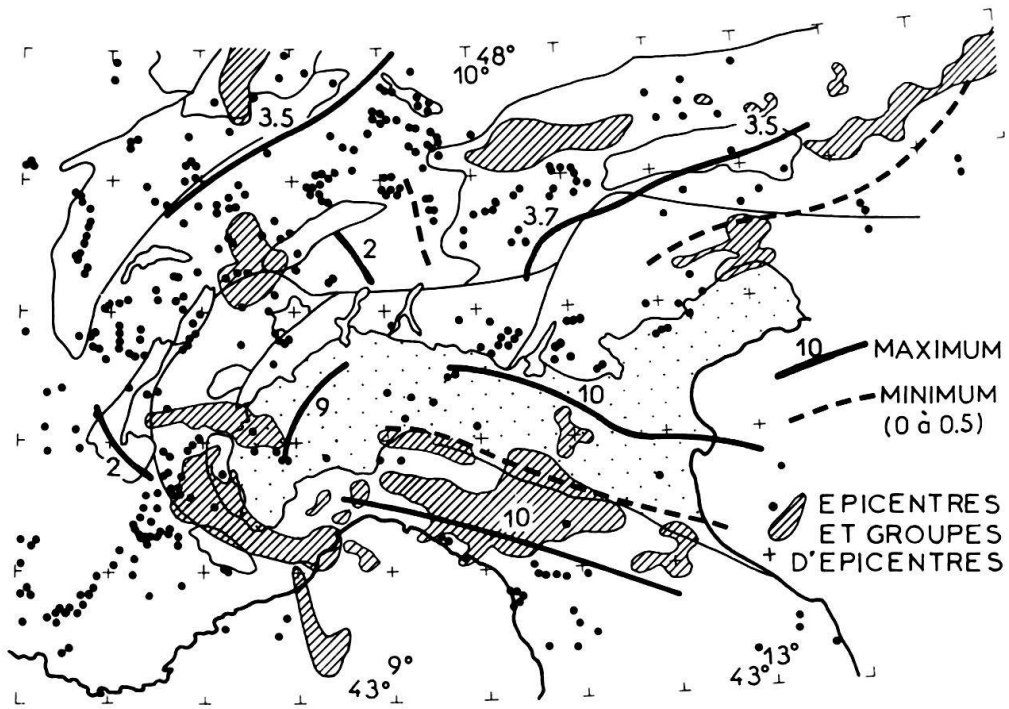 48°
10°
3.5
3.5
3.7
2
10
MAXIMUM
10
9
MINIMUM
(0 à 0.5)
2
10
EPICENTRES
ET GROUPES
D'EPICENTRES
9°
43°
13°
43°